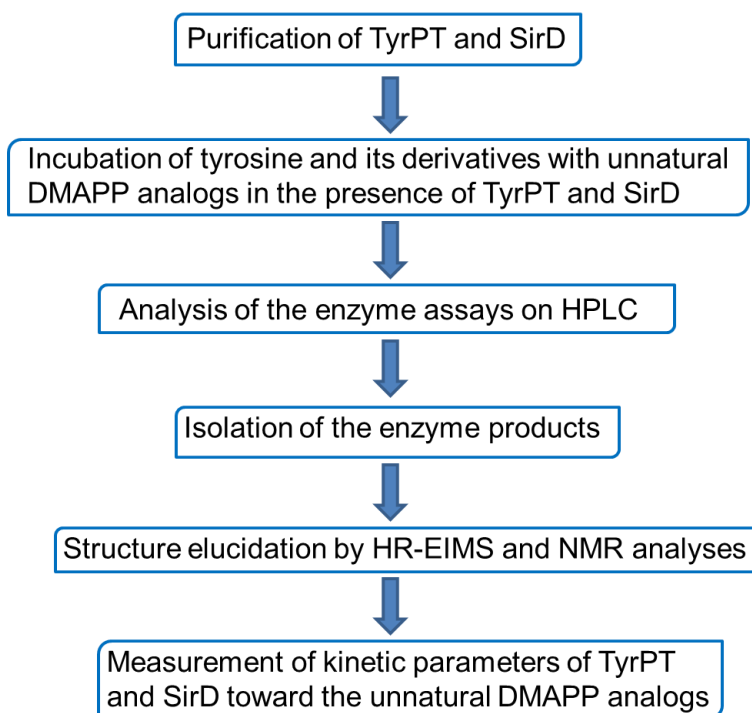 Purification of TyrPT and SirD
Incubation of tyrosine and its derivatives with unnatural
DMAPP analogs in the presence of TyrPT and SirD
Analysis of the enzyme assays on HPLC
Isolation of the enzyme products
Structure elucidation by HR-EIMS and NMR analyses
Measurement of kinetic parameters of TyrPT
and SirD toward the unnatural DMAPP analogs